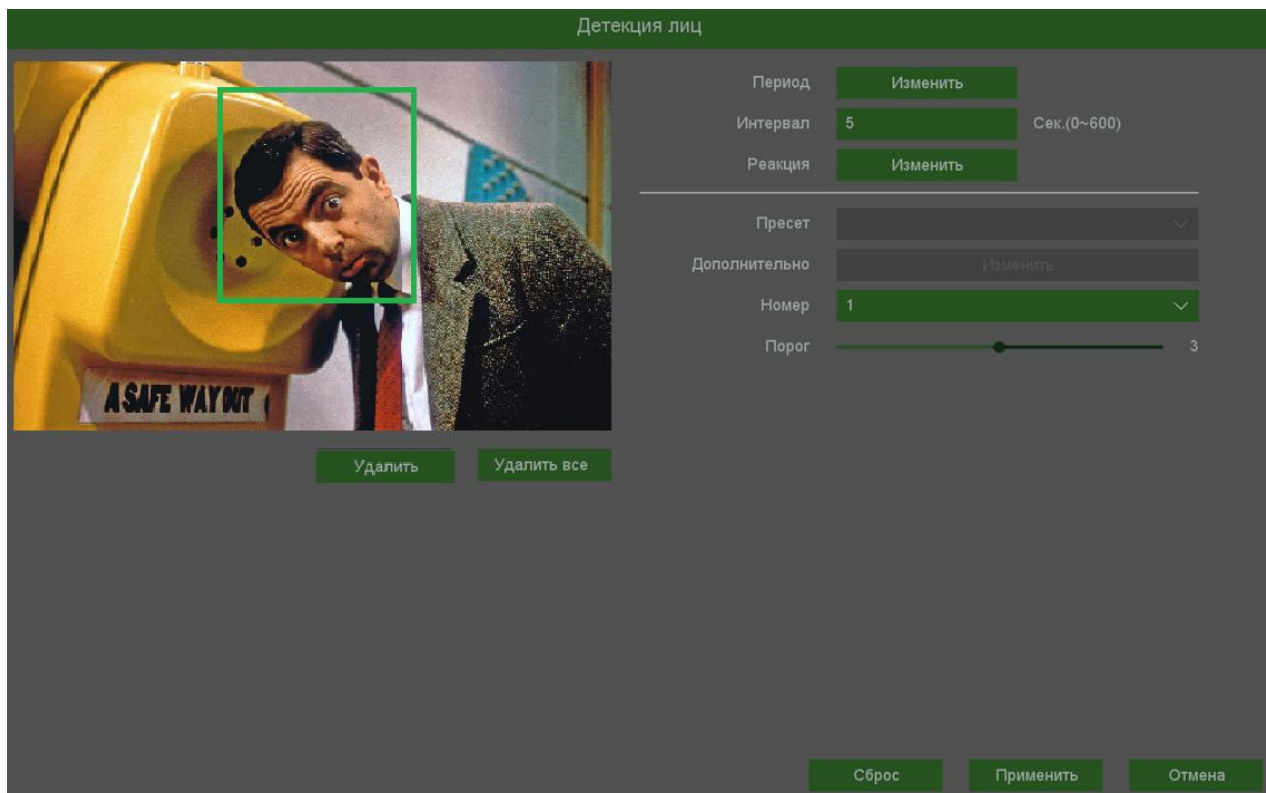 Детекция лиц
Период Изменить
Интервал 5 Сек.(0~600)
Реакция Изменить
Пресет
Дополнительно Изменить
Номер 1
Порог 3
A SAFE WAY OUT
Удалить Удалить все
Сброс Применить Отмена